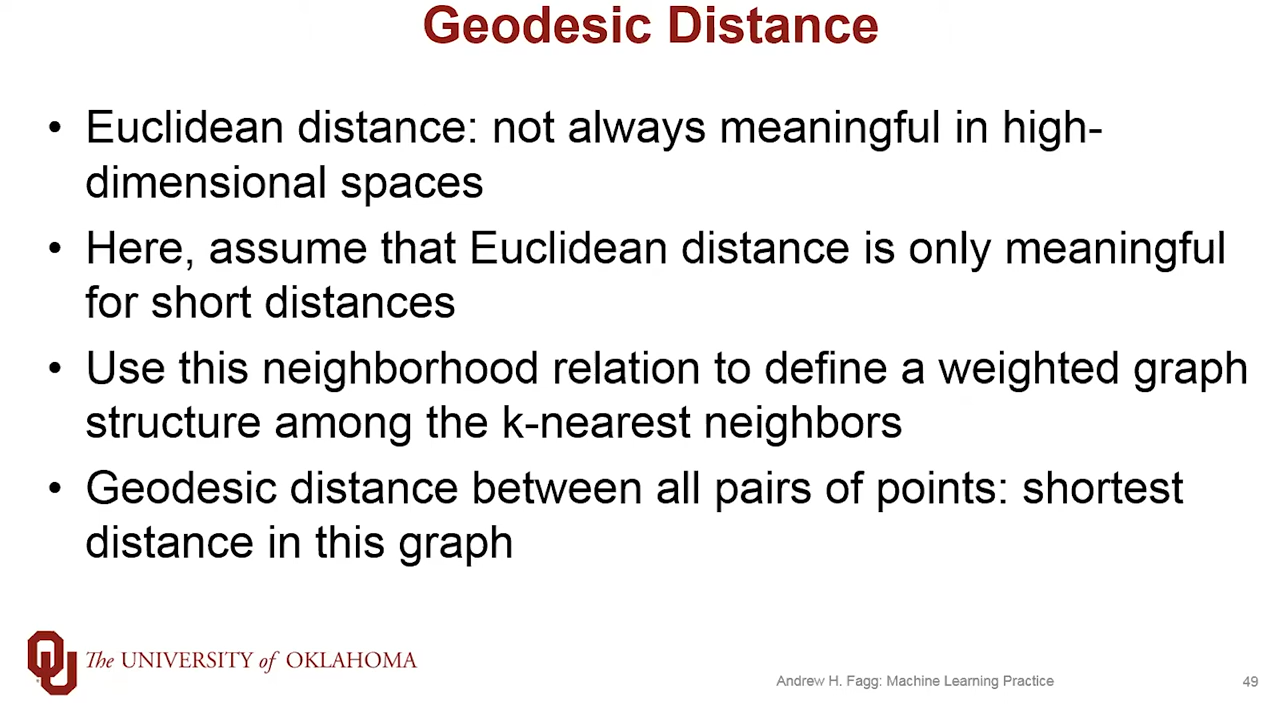 Geodesic Distance
• Euclidean distance: not always meaningful in high-
dimensional spaces
• Here, assume that Euclidean distance is only meaningful
for short distances
• Use this neighborhood relation to define a weighted graph
structure among the k-nearest neighbors
• Geodesic distance between all pairs of points: shortest
distance in this graph
The UNIVERSITY of OKLAHOMA
Andrew H. Fagg: Machine Learning Practice
49